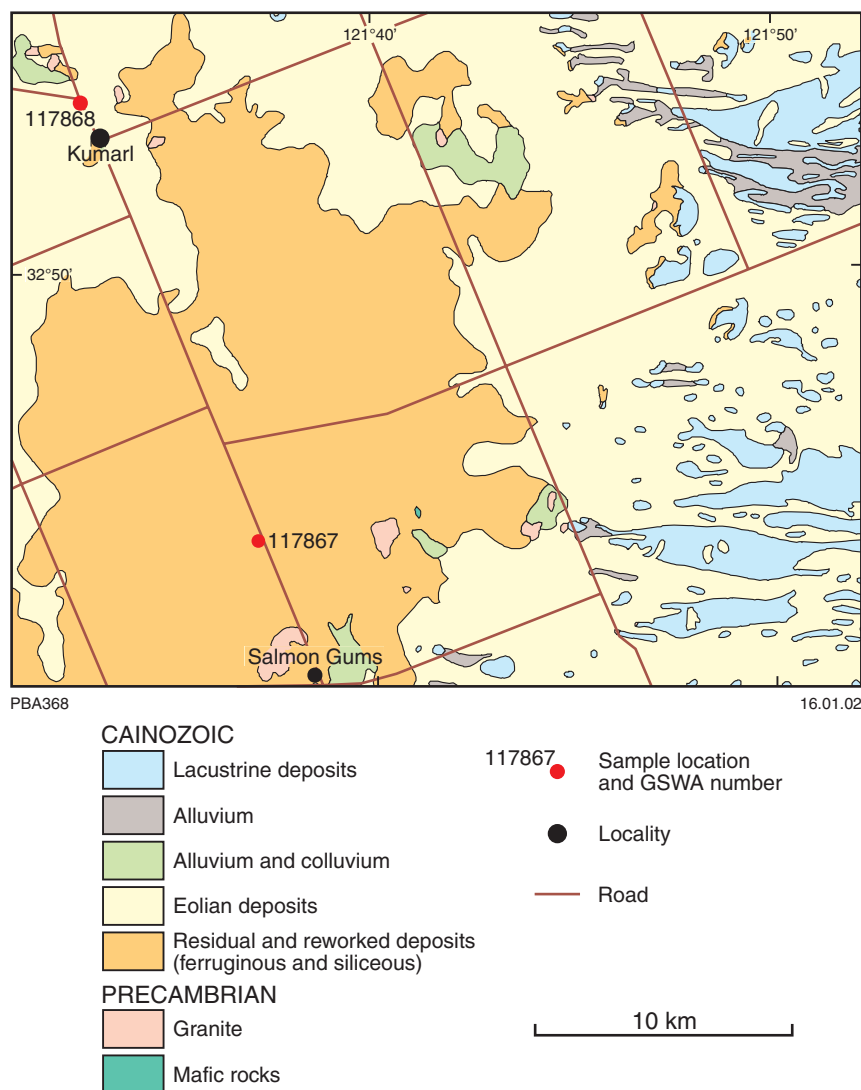 121°40'
121°50'
117868
Kumarl
32°50'
117867
Salmon Gums
PBA368
16.01.02
CAINOZOIC
Lacustrine deposits
Alluvium
Alluvium and colluvium
Eolian deposits
Residual and reworked deposits
(ferruginous and siliceous)
PRECAMBRIAN
Granite
Mafic rocks
117867
Sample location
and GSWA number
Locality
Road
10 km